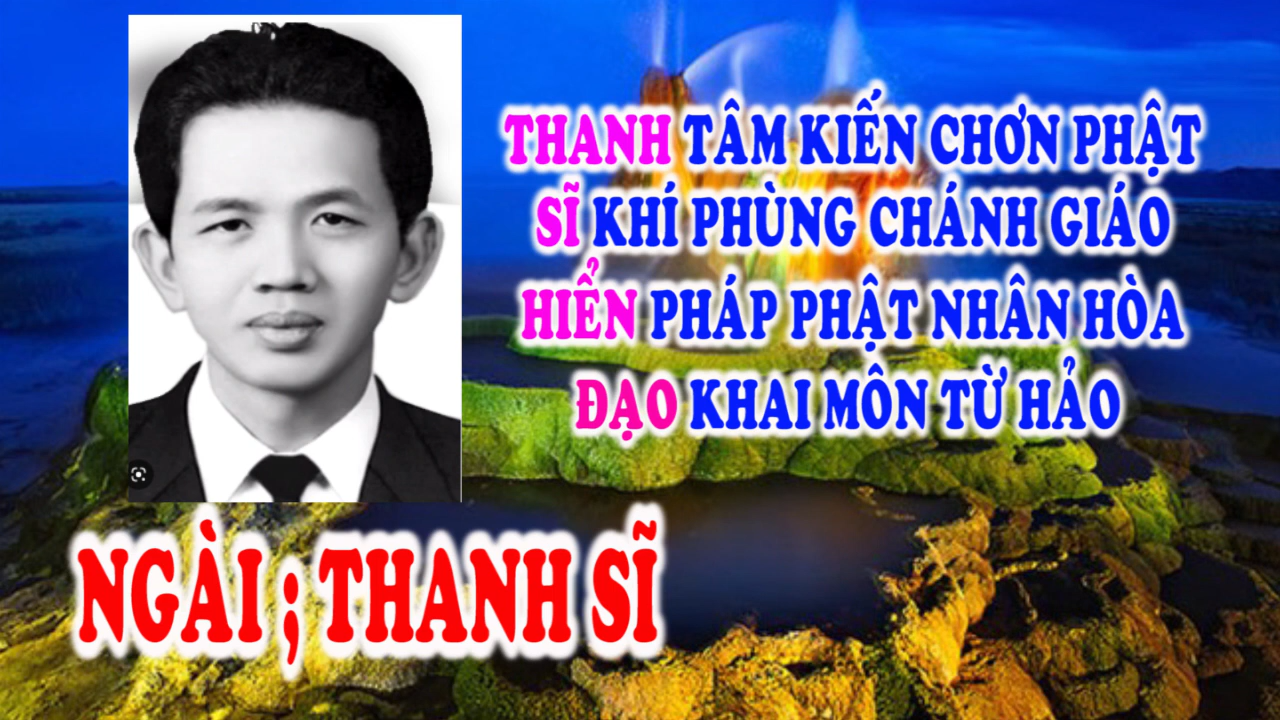 THANH TÂM KIẾN CHƠN PHẬT
SĨ KHÍ PHÙNG CHÁNH GIÁO
HIỂN PHÁP PHẬT NHÂN HÒA
ĐẠO KHAI MÔN TỪ HẢO
NGÀI ; THANH SĨ